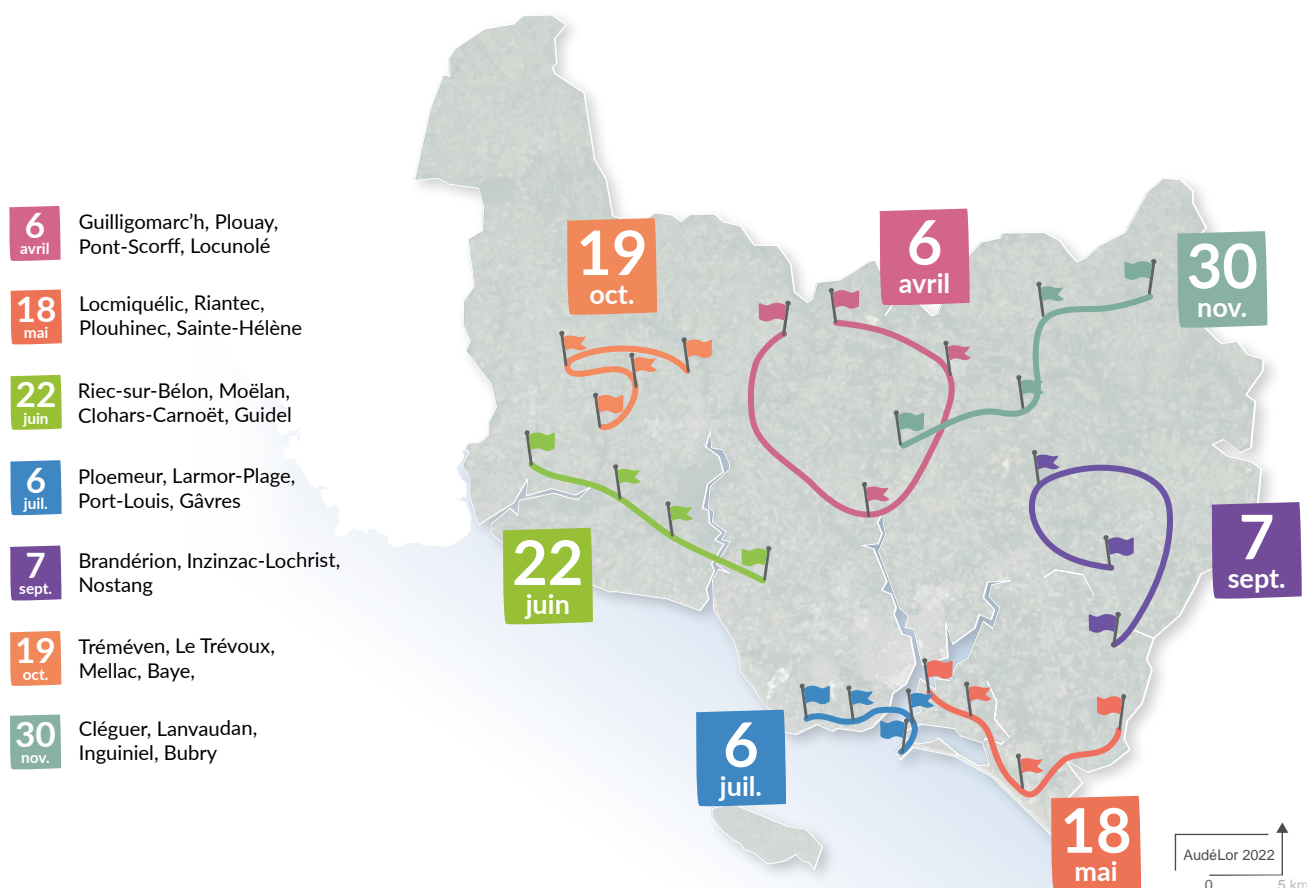 6
avril
Guilligomarc'h, Plouay,
Pont-Scorff, Locunolé
18
mai
Locmiquélic, Riantec,
Plouhinec, Sainte-Hélène
22
juin
Riec-sur-Bélon, Moëlan,
Clohars-Carnoët, Guidel
6
juil.
Ploemeur, Larmor-Plage,
Port-Louis, Gâvres
7
sept.
Brandérion, Inzinzac-Lochrist,
Nostang
19
oct.
Tréméven, Le Trévoux,
Mellac, Baye,
30
nov.
Cléguer, Lanvaudan,
Inguiniel, Bubry
19
oct.
6
avril
30
nov.
22
juin
7
sept.
6
juil.
18
mai
AudéLor 2022
0
5 km